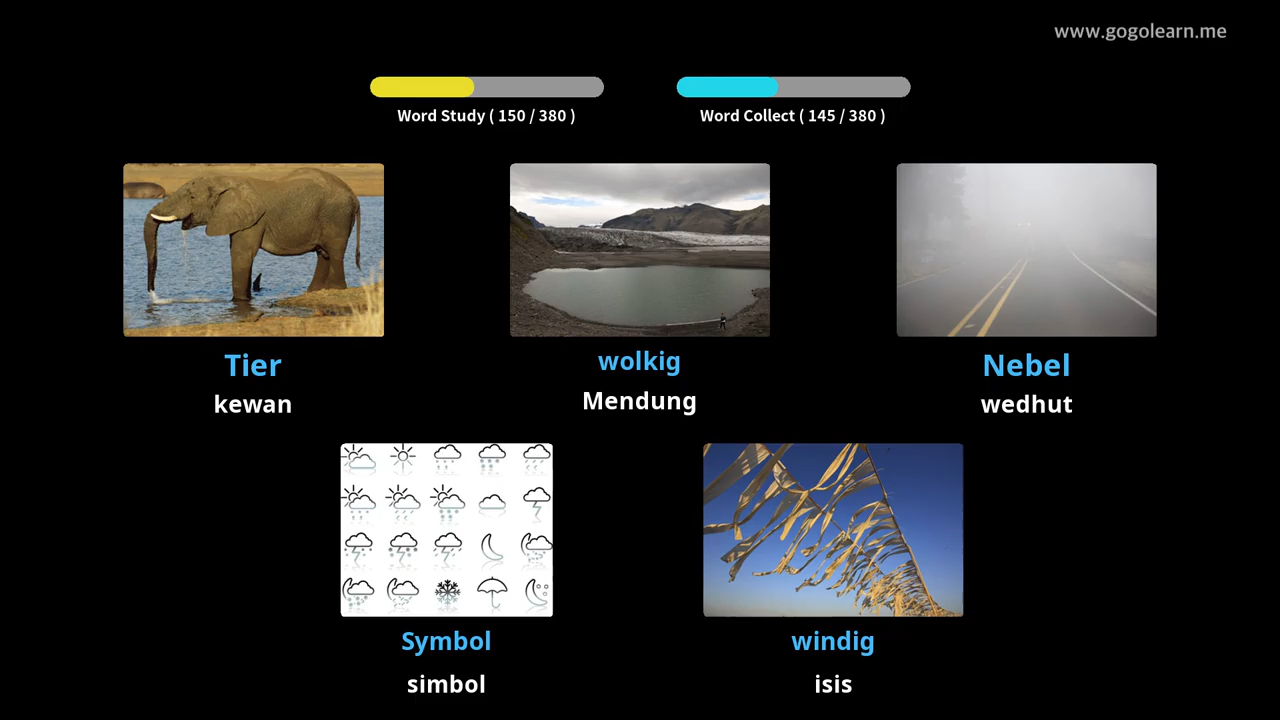 www.gogolearn.me
Word Study ( 150 / 380 )
Word Collect ( 145 / 380 )
Tier
kewan
wolkig
Mendung
Nebel
wedhut
Symbol
simbol
windig
isis